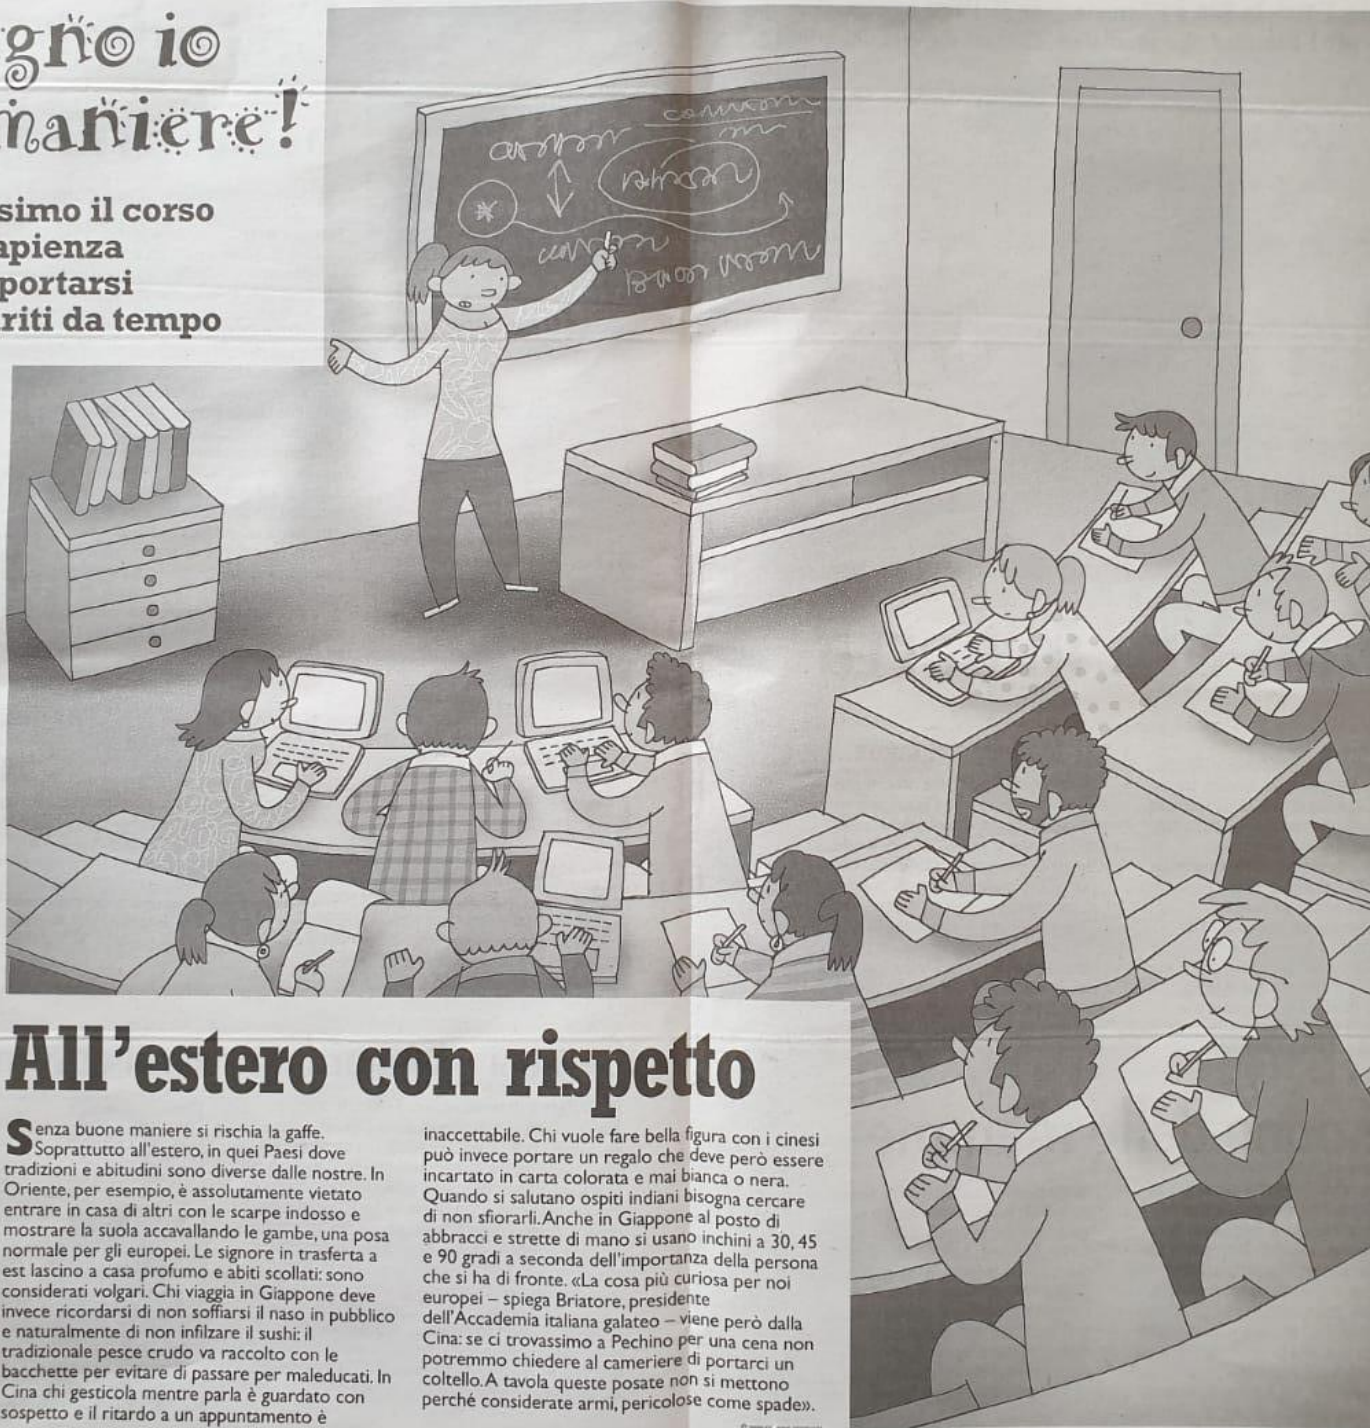 gno io
maniere!
simo il corso
apienza
portarsi
riti da tempo
All'estero con rispetto
Senza buone maniere si rischia la gaffe.
Soprattutto all'estero, in quei Paesi dove
tradizioni e abitudini sono diverse dalle nostre. In
Oriente, per esempio, è assolutamente vietato
entrare in casa di altri con le scarpe indosso e
mostrare la suola accavallando le gambe, una posa
normale per gli europei. Le signore in trasferta a
est lascino a casa profumo e abiti scollati: sono
considerati volgari. Chi viaggia in Giappone deve
invece ricordarsi di non soffiarsi il naso in pubblico
e naturalmente di non infilzare il sushi: il
tradizionale pesce crudo va raccolto con le
bacchette per evitare di passare per maleducati. In
Cina chi gesticola mentre parla è guardato con
sospetto e il ritardo a un appuntamento è
inaccettabile. Chi vuole fare bella figura con i cinesi
può invece portare un regalo che deve però essere
incartato in carta colorata e mai bianca o nera.
Quando si salutano ospiti indiani bisogna cercare
di non sfiorarli. Anche in Giappone al posto di
abbracci e strette di mano si usano inchini a 30, 45
e 90 gradi a seconda dell'importanza della persona
che si ha di fronte. «La cosa più curiosa per noi
europei – spiega Briatore, presidente
dell'Accademia italiana galateo – viene però dalla
Cina: se ci trovassimo a Pechino per una cena non
potremmo chiedere al cameriere di portarci un
coltello. A tavola queste posate non si mettono
perché considerate armi, pericolose come spade».